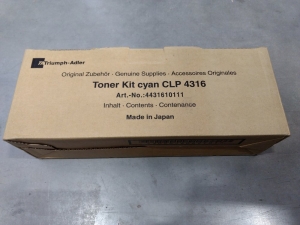 Triumph-Adler
Original Zubehör · Genuine Supplies · Accessoires Originales
Toner Kit cyan CLP 4316
Art.-No.:4431610111
Inhalt · Contents · Contenance
Made in Japan